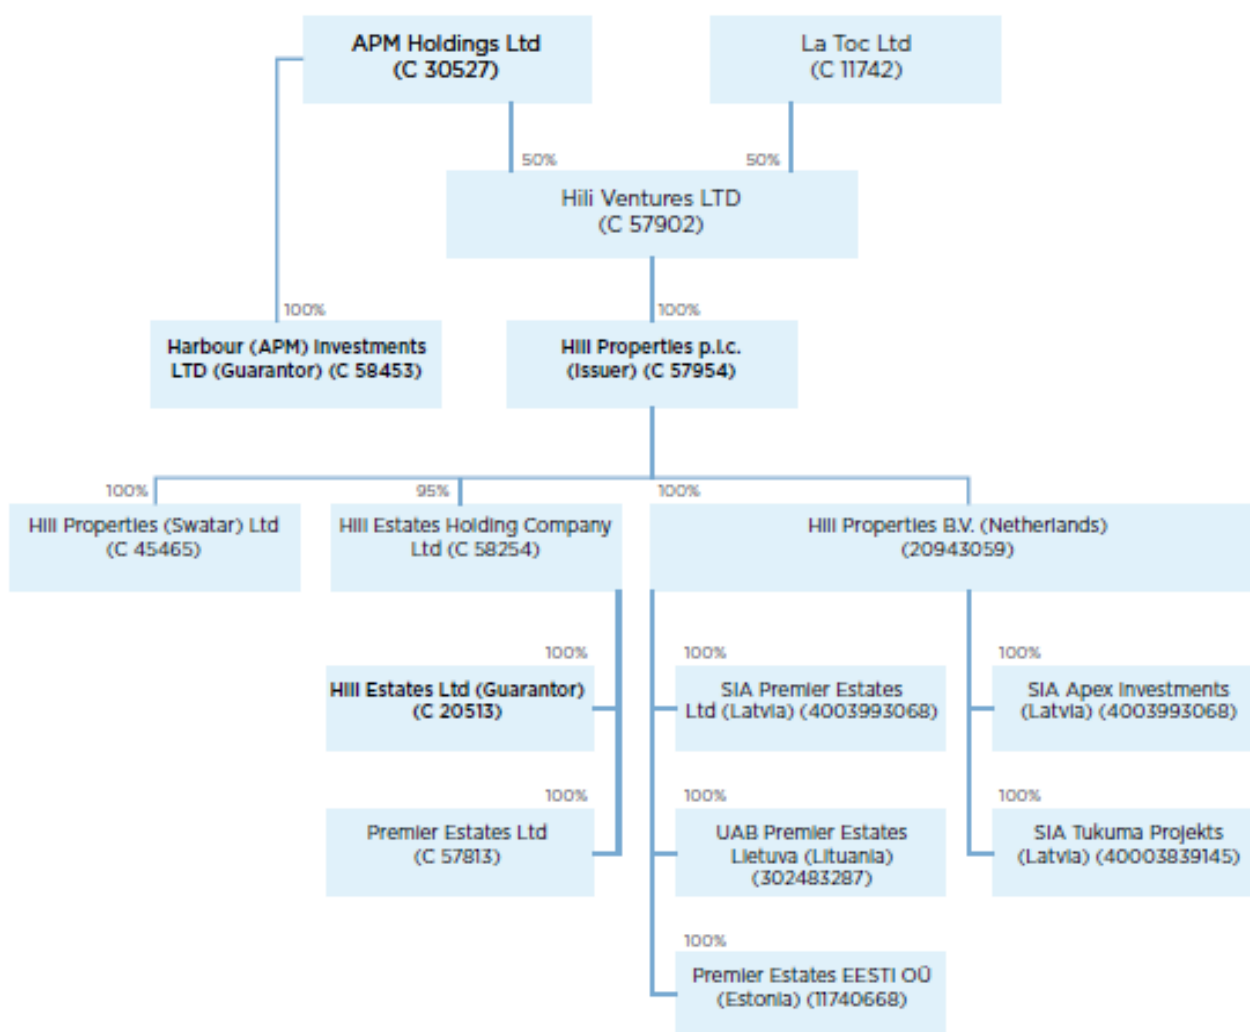 APM Holdings Ltd
(C 30527)
La Toc Ltd
(C 11742)
50%
50%
Hili Ventures LTD
(C 57902)
100%
100%
Harbour (APM) Investments
LTD (Guarantor) (C 58453)
Hili Properties p.l.c.
(Issuer) (C 57954)
100%
95%
100%
Hili Properties (Swatar) Ltd
(C 45465)
Hili Estates Holding Company
Ltd (C 58254)
Hili Properties B.V. (Netherlands)
(20943059)
100%
100%
100%
Hili Estates Ltd (Guarantor)
(C 20513)
SIA Premier Estates
Ltd (Latvia) (4003993068)
SIA Apex Investments
(Latvia) (4003993068)
100%
100%
100%
Premier Estates Ltd
(C 57813)
UAB Premier Estates
Lietuva (Lituania)
(302483287)
SIA Tukuma Projekts
(Latvia) (40003839145)
100%
Premier Estates EESTI OÜ
(Estonia) (11740668)